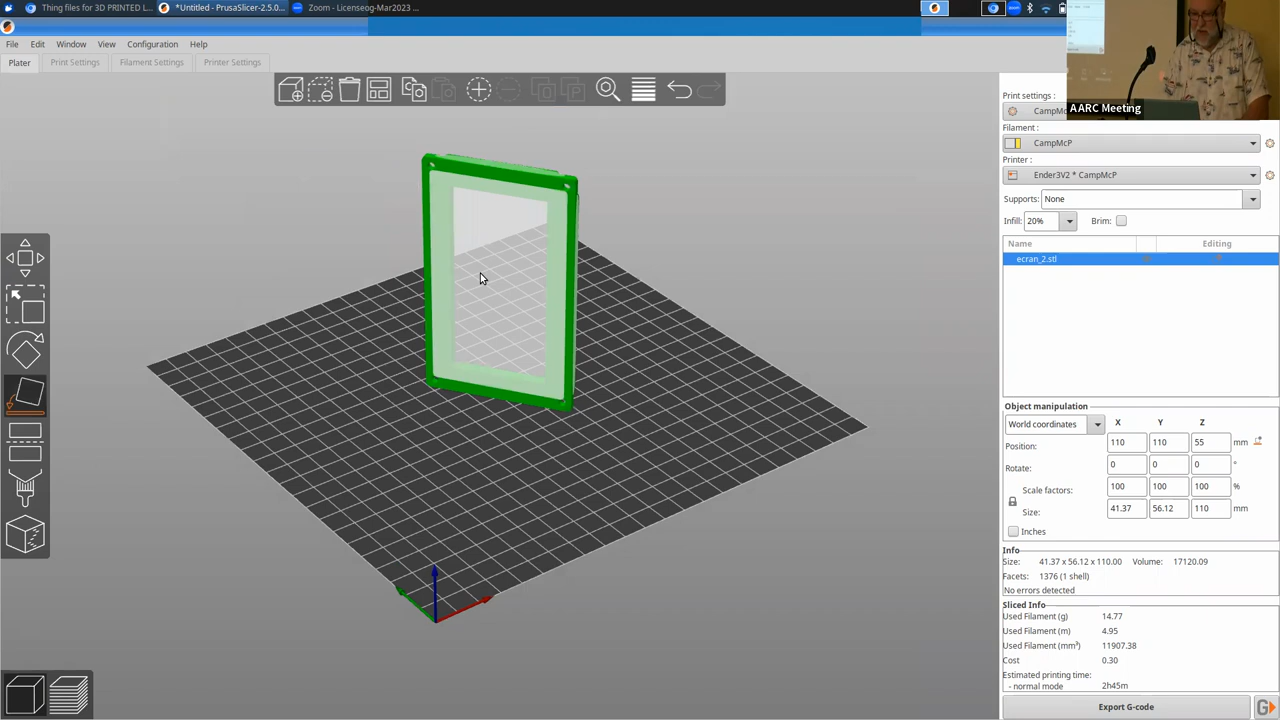 Thing files for 3D PRINTED L...
*Untitled - PrusaSlicer-2.5.0...
Zoom - Licenseog-Mar2023 ...
File Edit Window View Configuration Help
Plater Print Settings Filament Settings Printer Settings
AARC Meeting
Print settings :
CampMc
Filament :
CampMcP
Printer :
Ender3V2 * CampMcP
Supports: None
Infill: 20% Brim:
Name Editing
ecran_2.stl
Object manipulation
World coordinates X Y Z
Position: 110 110 55 mm
Rotate: 0 0 0 °
Scale factors: 100 100 100 %
Size: 41.37 56.12 110 mm
Inches
Info
Size: 41.37 x 56.12 x 110.00 Volume: 17120.09
Facets: 1376 (1 shell)
No errors detected
Sliced Info
Used Filament (g) 14.77
Used Filament (m) 4.95
Used Filament (mm³) 11907.38
Cost 0.30
Estimated printing time:
- normal mode 2h45m
Export G-code
G